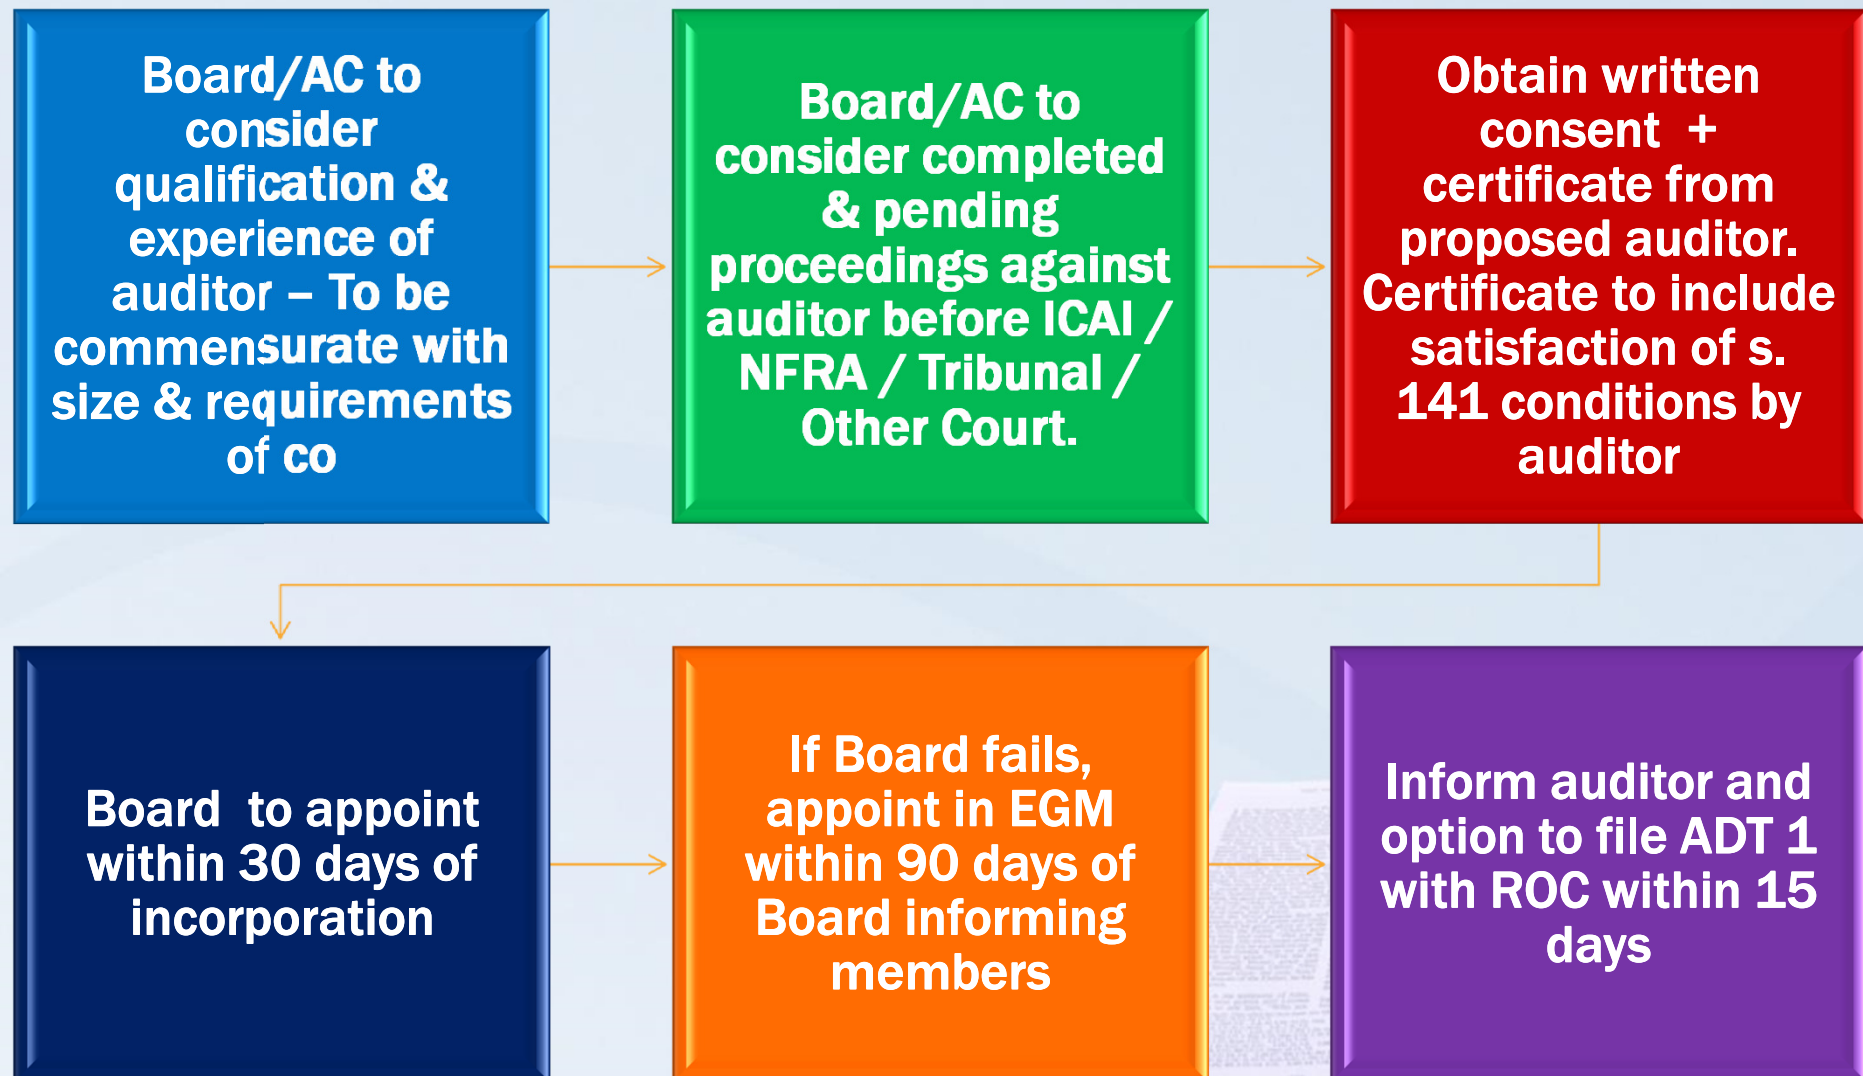 Board/AC to
consider
qualification &
experience of
auditor – To be
commensurate with
size & requirements
of co
Board/AC to
consider completed
& pending
proceedings against
auditor before ICAI /
NFRA / Tribunal /
Other Court.
Obtain written
consent + 
certificate from
proposed auditor.
Certificate to include
satisfaction of s.
141 conditions by
auditor
Board to appoint
within 30 days of
incorporation
If Board fails,
appoint in EGM
within 90 days of
Board informing
members
Inform auditor and
option to file ADT 1
with ROC within 15
days